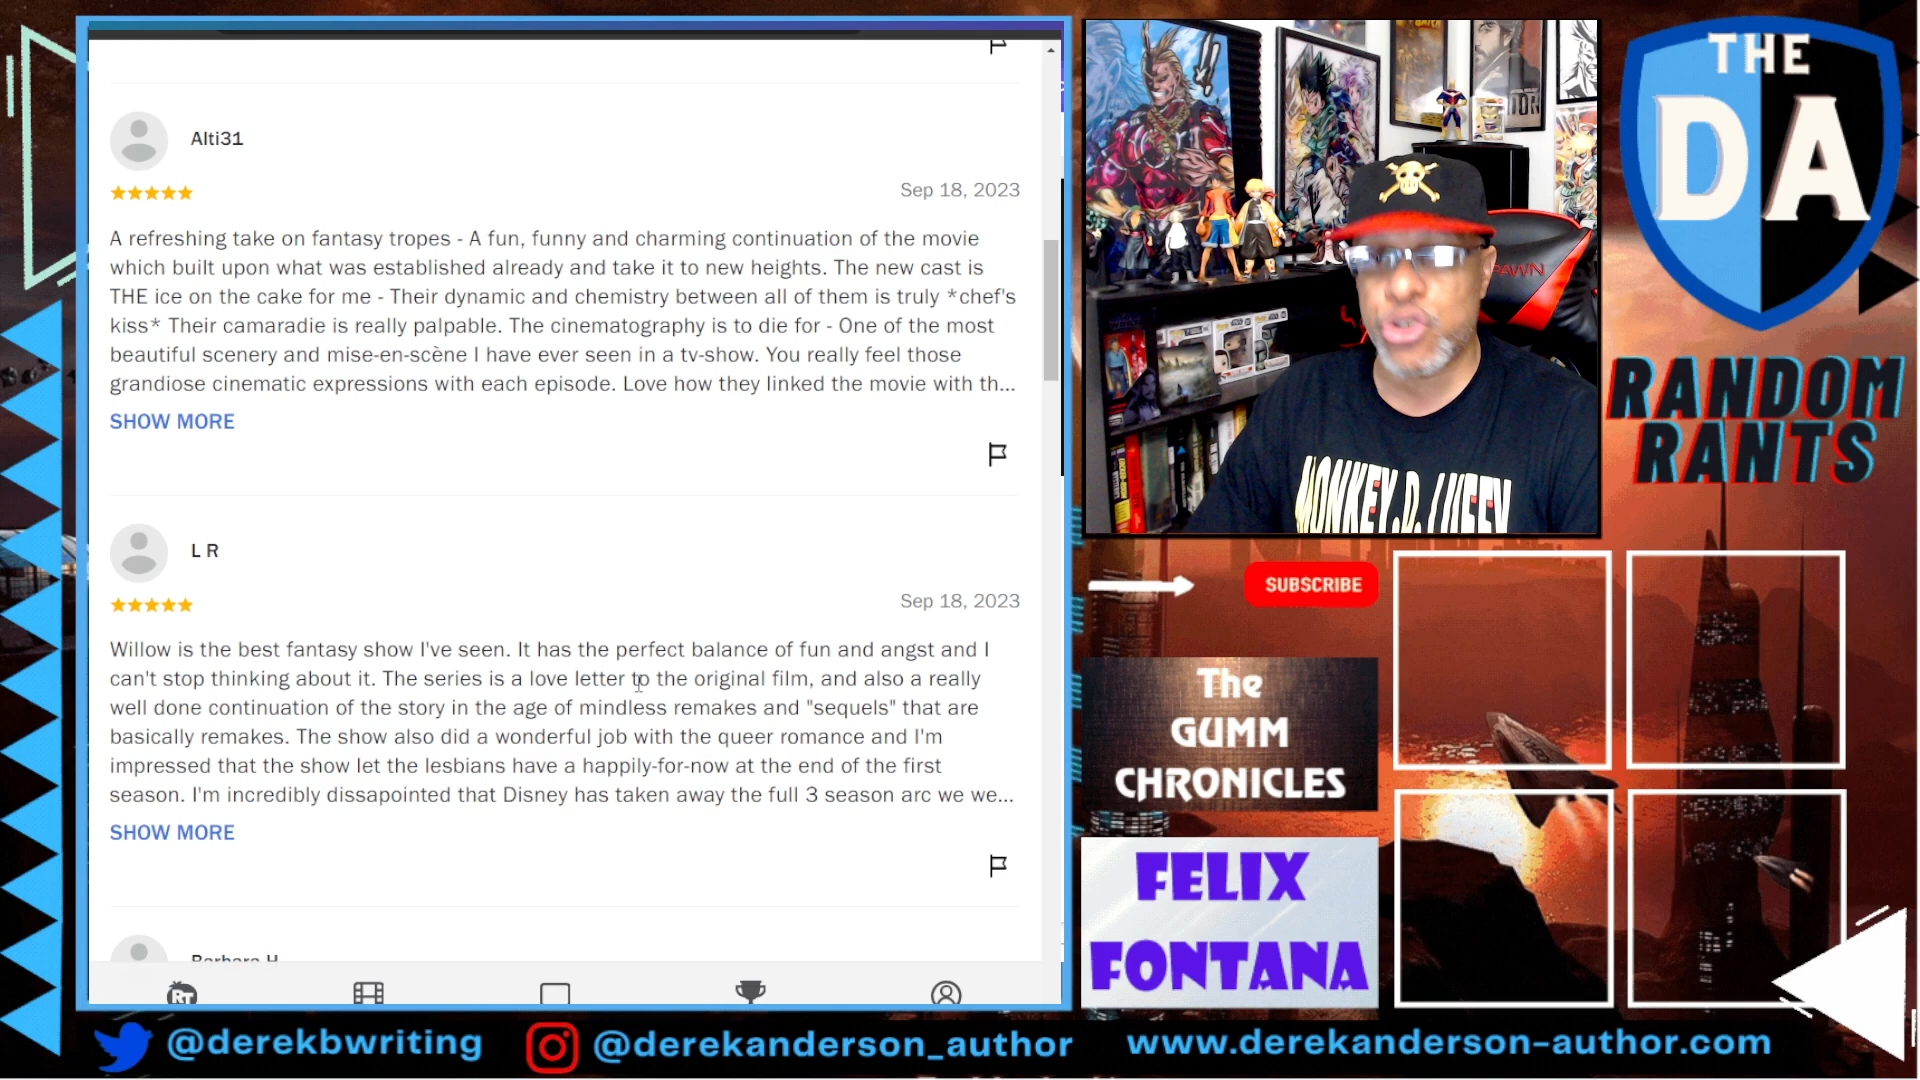 Alti31
Sep 18, 2023
A refreshing take on fantasy tropes - A fun, funny and charming continuation of the movie
which built upon what was established already and take it to new heights. The new cast is
THE ice on the cake for me - Their dynamic and chemistry between all of them is truly *chef's
kiss* Their camaradie is really palpable. The cinematography is to die for - One of the most
beautiful scenery and mise-en-scène I have ever seen in a tv-show. You really feel those
grandiose cinematic expressions with each episode. Love how they linked the movie with th...
SHOW MORE
L R
Sep 18, 2023
Willow is the best fantasy show I've seen. It has the perfect balance of fun and angst and I
can't stop thinking about it. The series is a love letter to the original film, and also a really
well done continuation of the story in the age of mindless remakes and "sequels" that are
basically remakes. The show also did a wonderful job with the queer romance and I'm
impressed that the show let the lesbians have a happily-for-now at the end of the first
season. I'm incredibly dissapointed that Disney has taken away the full 3 season arc we we...
SHOW MORE
Barbara H
RT
MONKEY.D.LUFFY
THE
DA
RANDOM
RANTS
SUBSCRIBE
The
GUMM
CHRONICLES
FELIX
FONTANA
@derekbwriting
@derekanderson_author
www.derekanderson-author.com